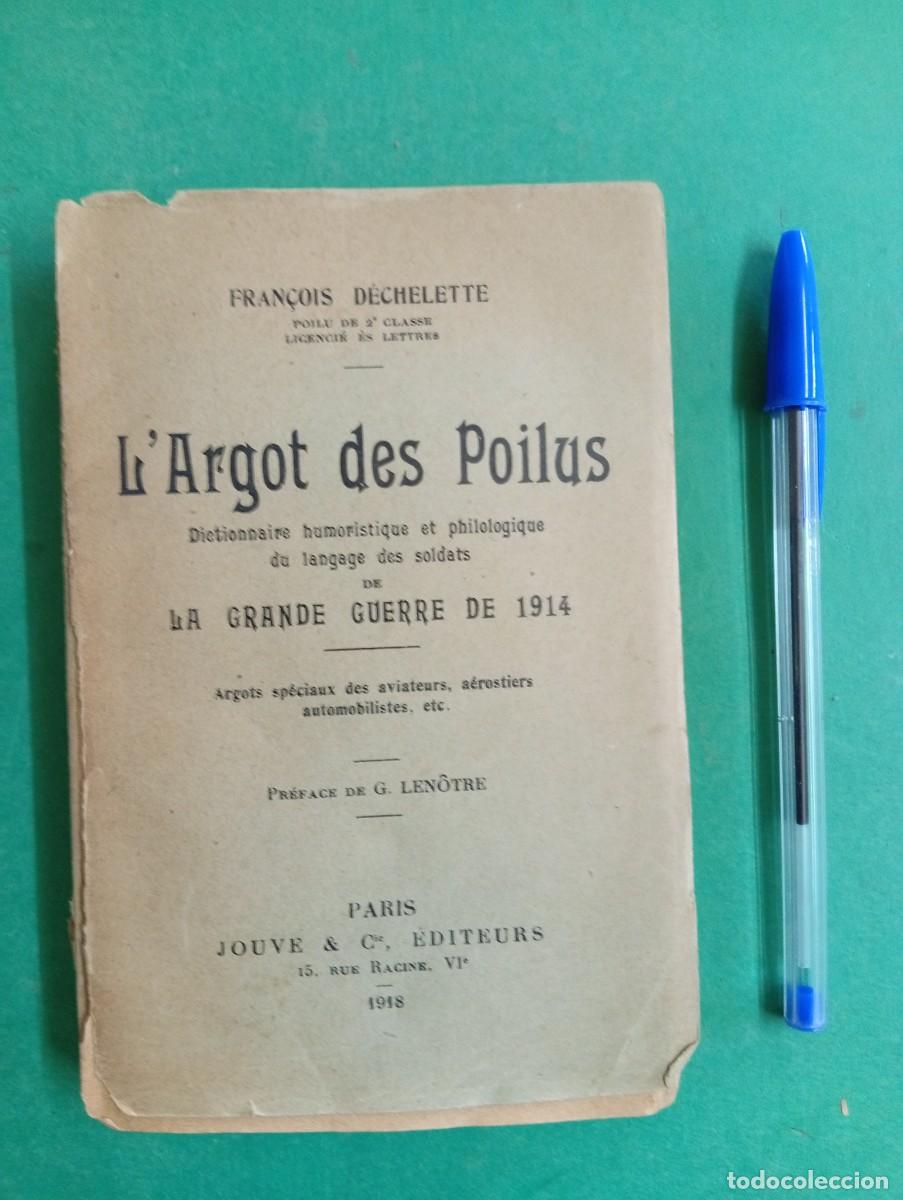 FRANÇOIS DÉCHELETTE
POILU DE 2ᵉ CLASSE
LICENCIÉ ÈS LETTRES
L'Argot des Poilus
Dictionnaire humoristique et philologique
du langage des soldats
DE
LA GRANDE GUERRE DE 1914
Argots spéciaux des aviateurs, aérostiers
automobilistes, etc.
PRÉFACE DE G. LENÔTRE
PARIS
JOUVE & Cⁱᵉ, ÉDITEURS
15, RUE RACINE, VIᵉ
1918
todocoleccion